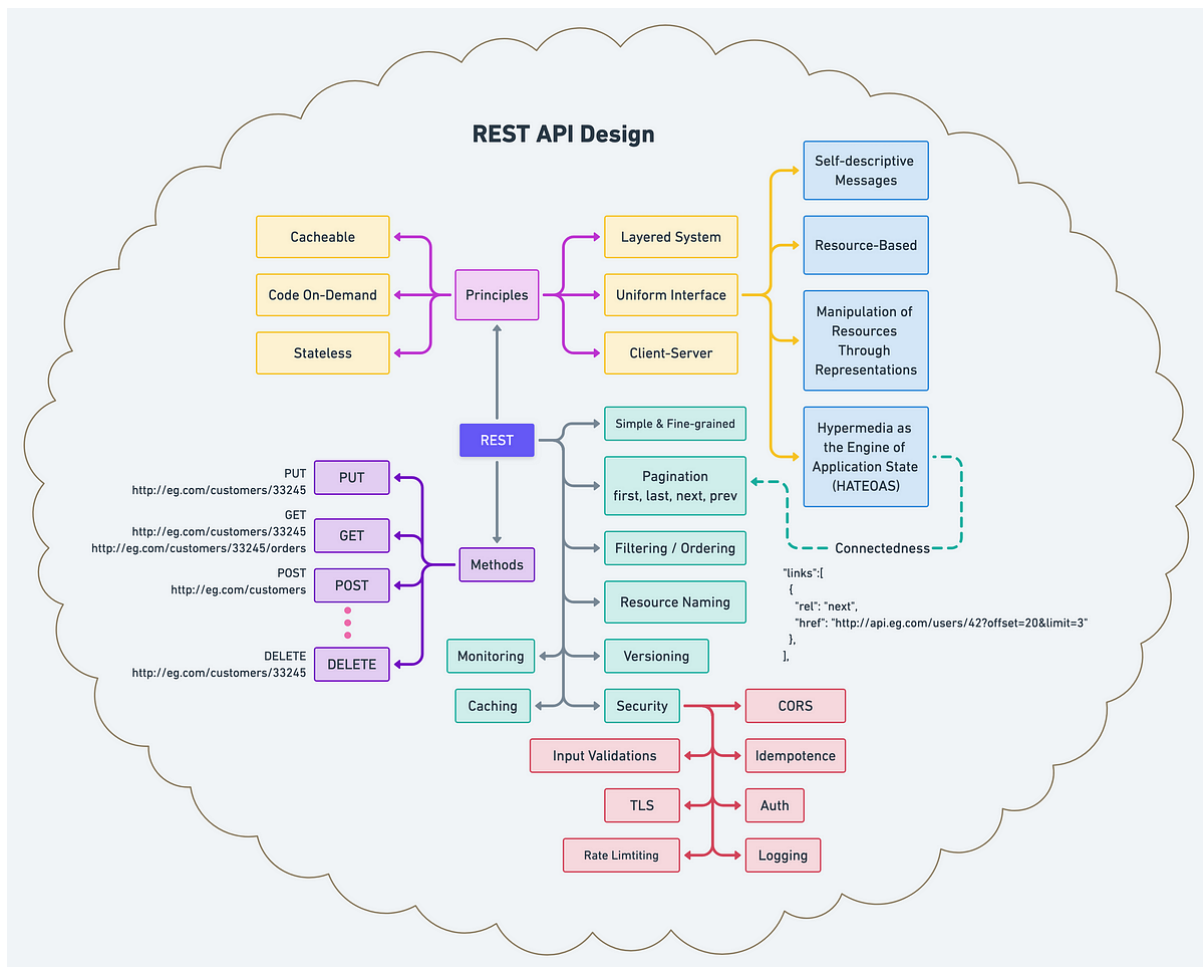 REST API Design
Cacheable
Code On-Demand
Stateless
Principles
Layered System
Uniform Interface
Client-Server
Self-descriptive
Messages
Resource-Based
Manipulation of
Resources
Through
Representations
Hypermedia as
the Engine of
Application State
(HATEOAS)
REST
Simple & Fine-grained
Pagination
first, last, next, prev
Filtering / Ordering
Resource Naming
Versioning
Monitoring
Caching
Security
Connectedness
"links":[
{
"rel": "next",
"href": "http://api.eg.com/users/42?offset=20&limit=3"
},
],
Methods
PUT
http://eg.com/customers/33245
PUT
GET
http://eg.com/customers/33245
http://eg.com/customers/33245/orders
GET
POST
http://eg.com/customers
POST
DELETE
http://eg.com/customers/33245
DELETE
CORS
Input Validations
Idempotence
TLS
Auth
Rate Limtiting
Logging